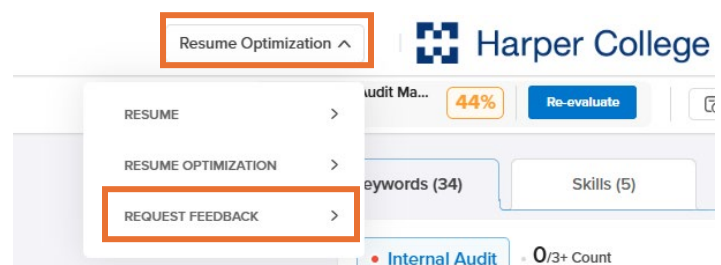 Resume Optimization
Harper College
Audit Ma... 44% Re-evaluate
RESUME
RESUME OPTIMIZATION
eywords (34) Skills (5)
REQUEST FEEDBACK
Internal Audit 0/3+ Count